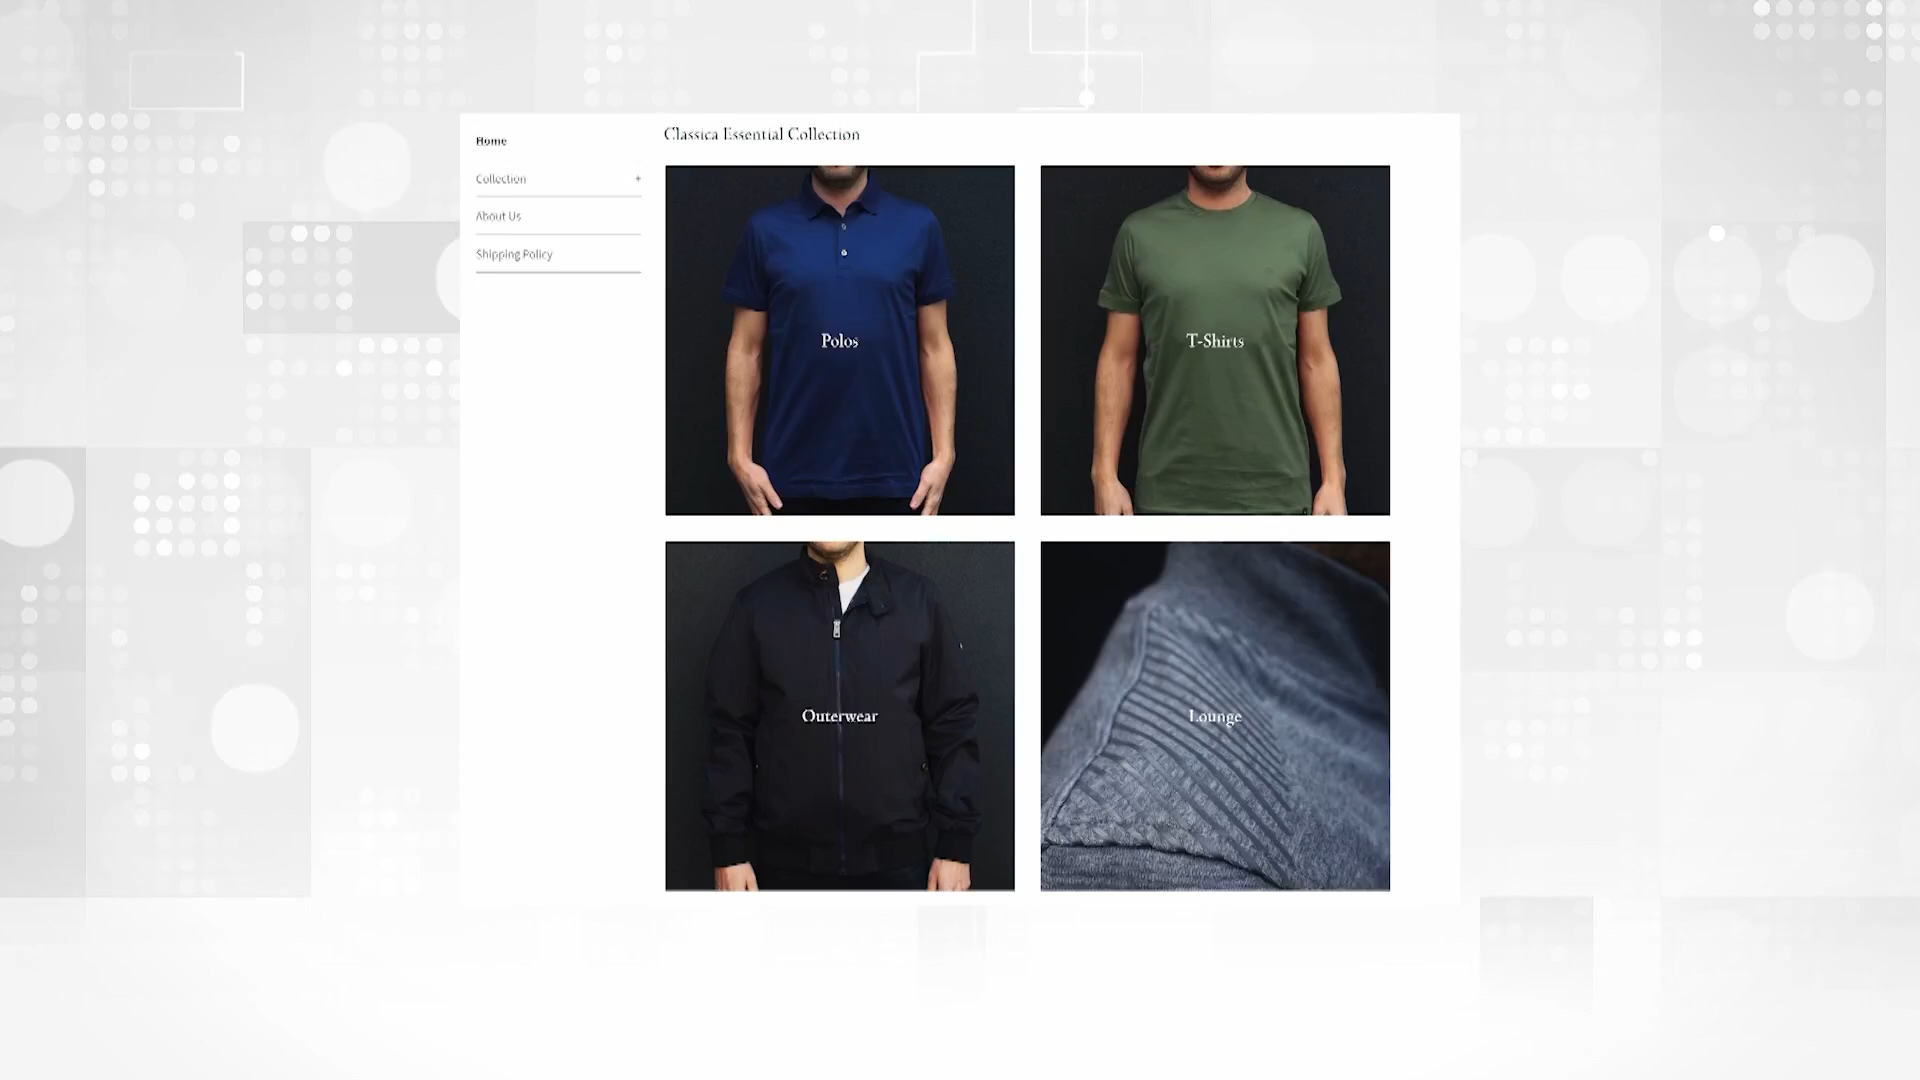 Home
Collection +
About Us
Shipping Policy
Classica Essential Collection
Polos
T-Shirts
Outerwear
Lounge